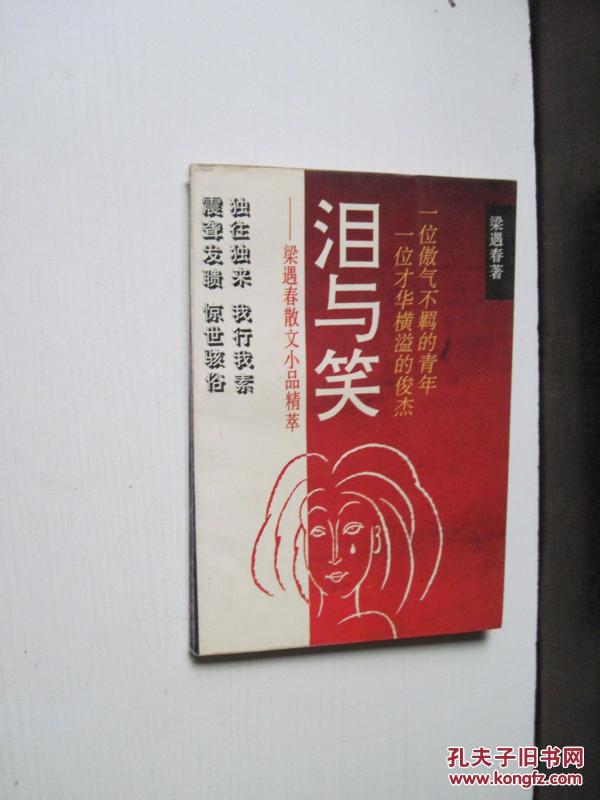 梁遇春著
一位傲气不羁的青年
一位才华横溢的俊杰
泪与笑
——梁遇春散文小品精萃
独往独来 我行我素
震聋发聩 惊世骇俗
孔夫子旧书网
www.kongfz.com